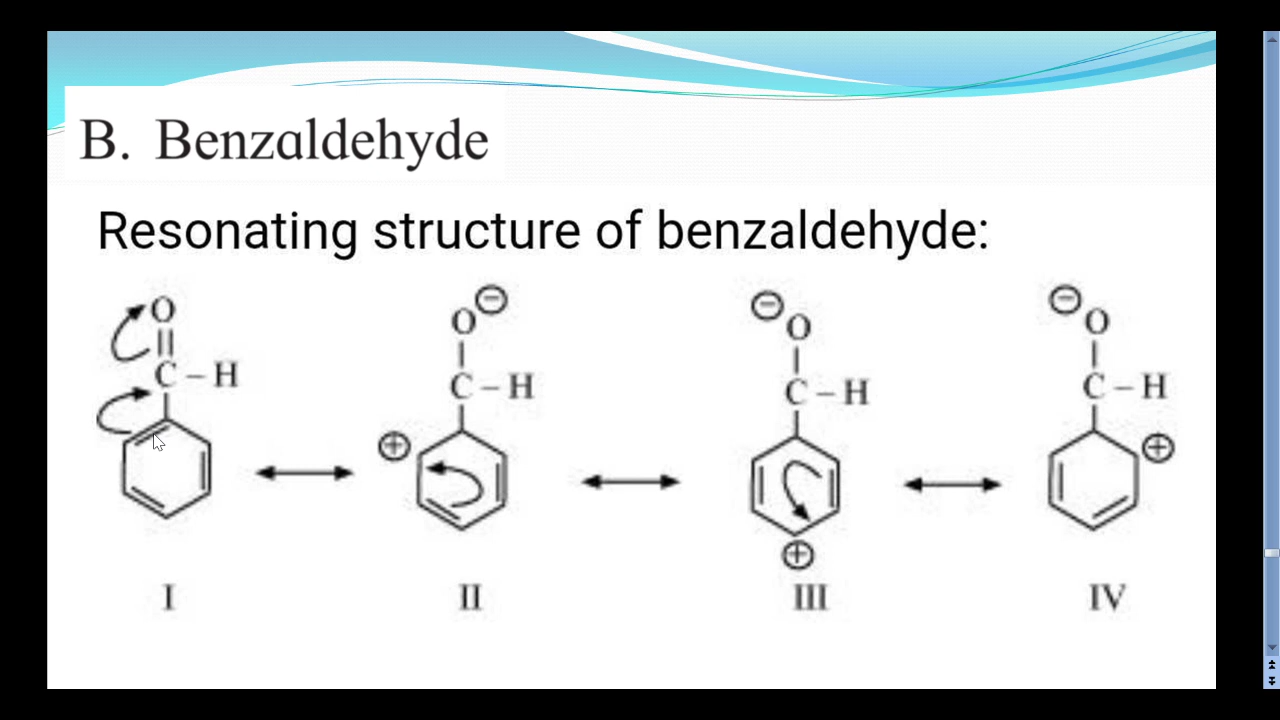 B. Benzaldehyde
Resonating structure of benzaldehyde:
O
C – H
⊖
O
C – H
⊕
⊖
O
C – H
⊕
⊖
O
C – H
⊕
I
II
III
IV